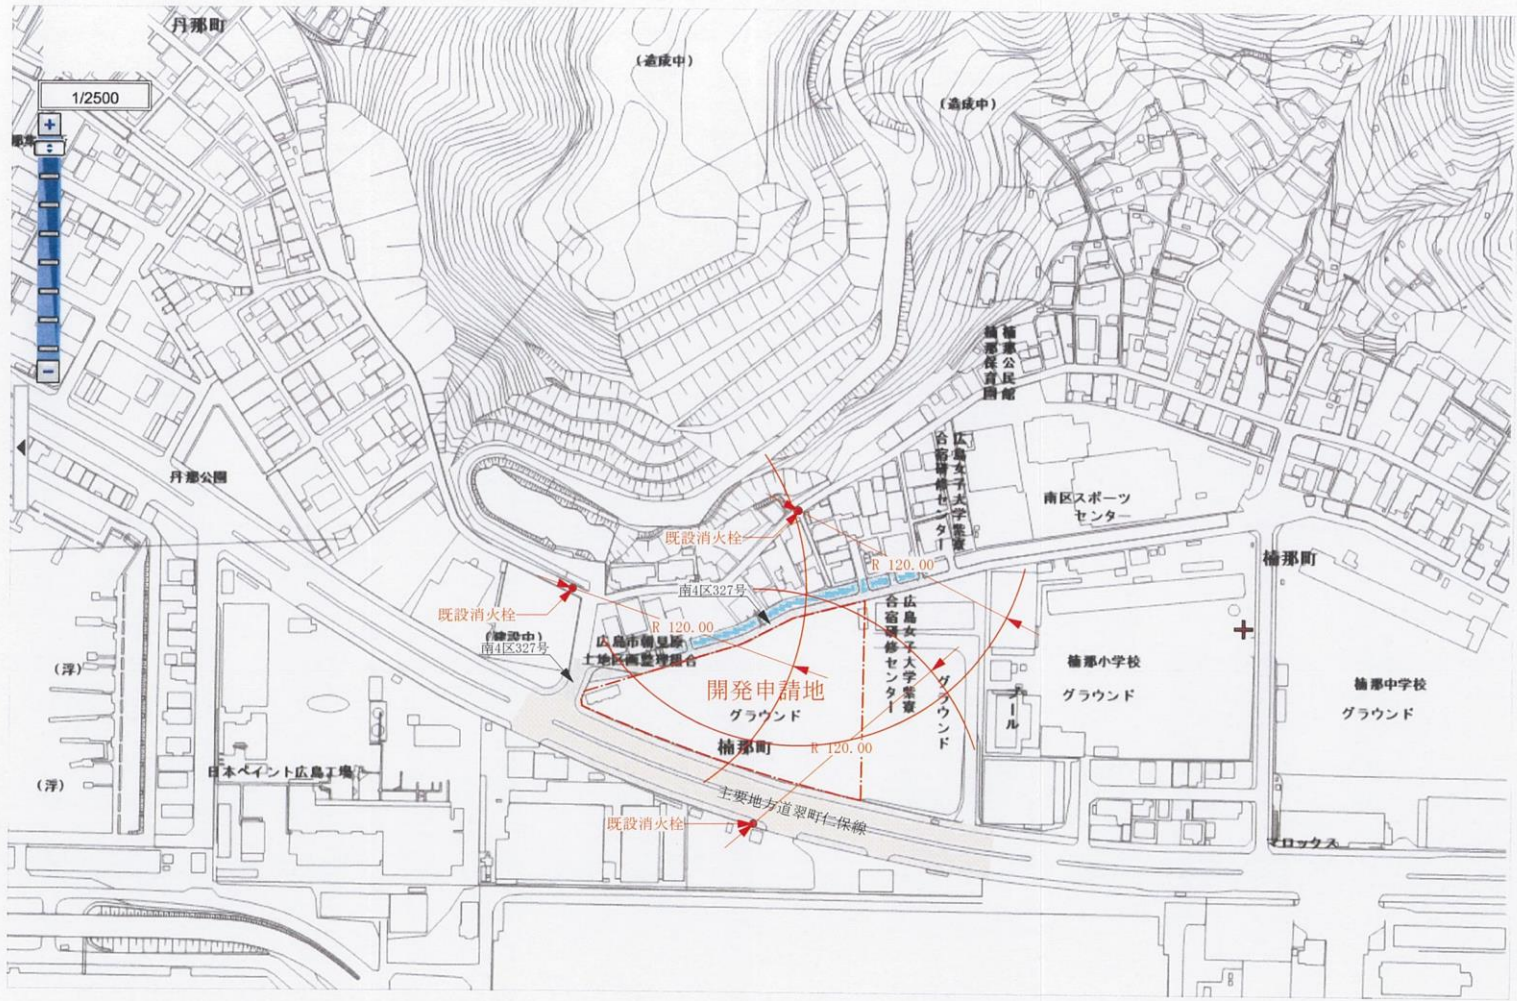 丹那町
(造成中)
1/2500
(造成中)
楠那公民館
楠那保育園
丹那公園
広島女子大学紫寮
合宿研修センター
南区スポーツ
センター
既設消火栓
楠那町
R 120.00
南4区327号
既設消火栓
R 120.00
(建設中)
南4区327号
土地区画整理組合
広島女子大学紫寮
合宿研修センター
(浮)
楠那小学校
グラウンド
楠那中学校
グラウンド
開発申請地
グラウンド
グラウンド
プール
楠那町
R 120.00
日本ペイント広島工場
(浮)
主要地方道翠町仁保線
既設消火栓
マロックス